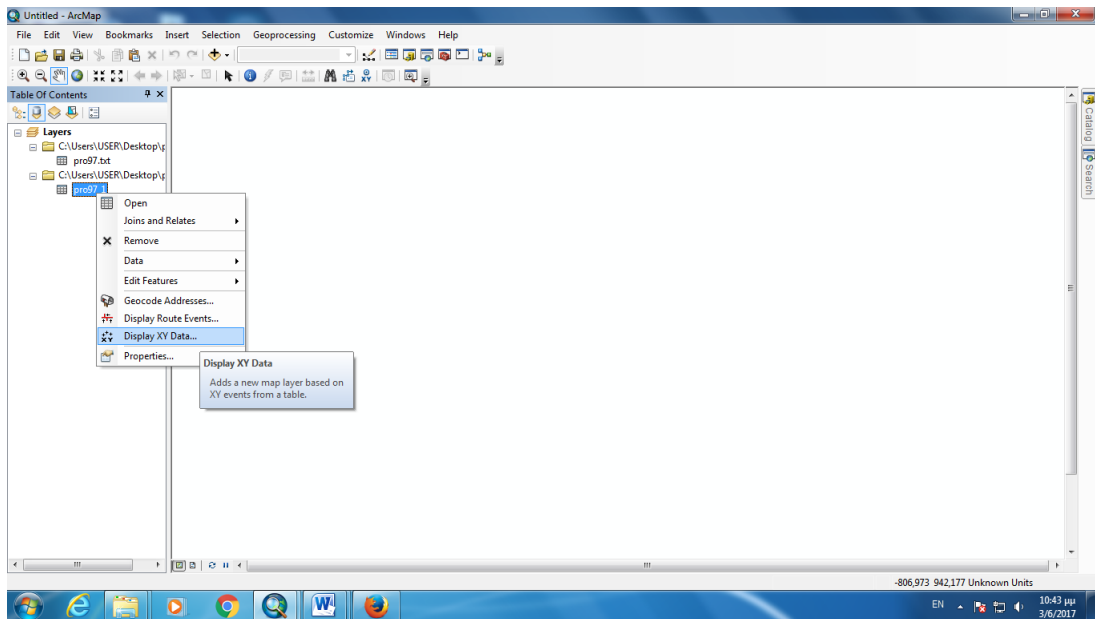 Untitled - ArcMap
File Edit View Bookmarks Insert Selection Geoprocessing Customize Windows Help
Table Of Contents
Layers
C:\Users\USER\Desktop\p
pro97.txt
C:\Users\USER\Desktop\p
pro97_1
Open
Joins and Relates
Remove
Data
Edit Features
Geocode Addresses...
Display Route Events...
Display XY Data...
Properties...
Display XY Data
Adds a new map layer based on
XY events from a table.
Catalog
Search
-806,973 942,177 Unknown Units
EN
10:43 μμ
3/6/2017